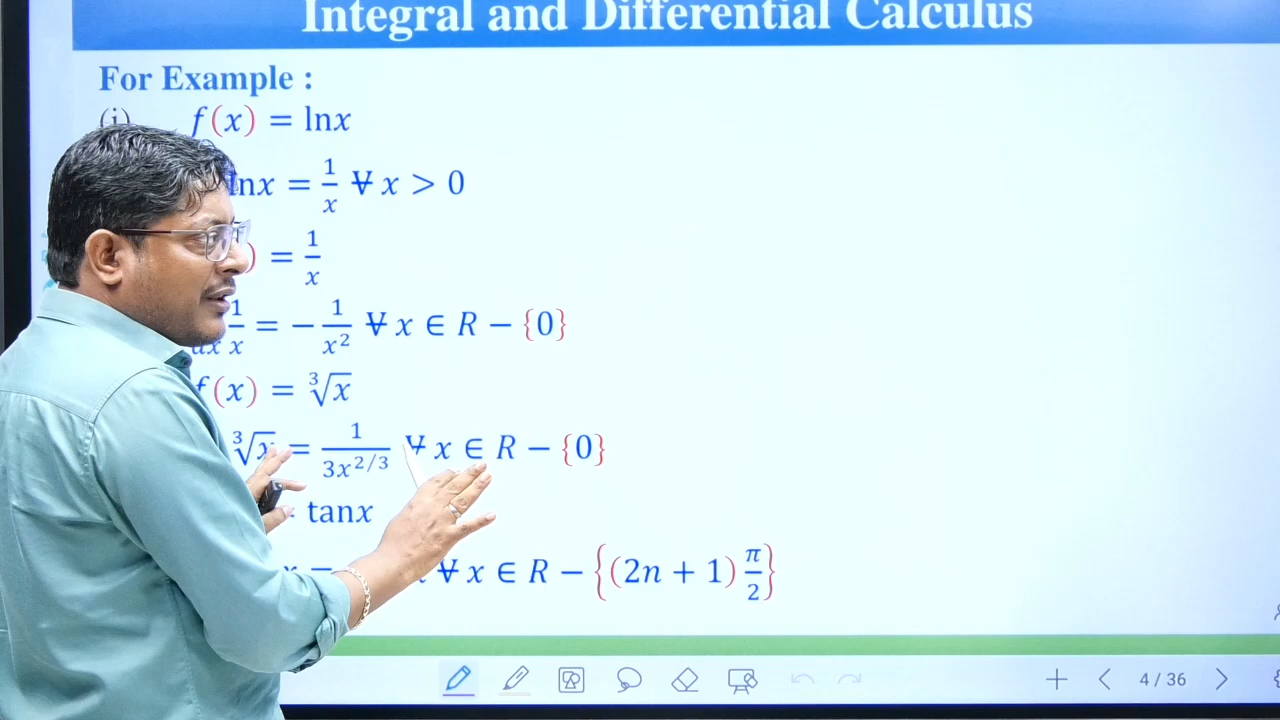 Integral and Differential Calculus
For Example :
(i) f(x) = lnx
lnx = 1/x ∀ x > 0
) = 1/x
dx 1/x = − 1/x² ∀ x ∈ R − {0}
f(x) = ∛x
∛x = 1/3x^2/3 ∀ x ∈ R − {0}
tanx
∀ x ∈ R − {(2n + 1) π/2}
4 / 36